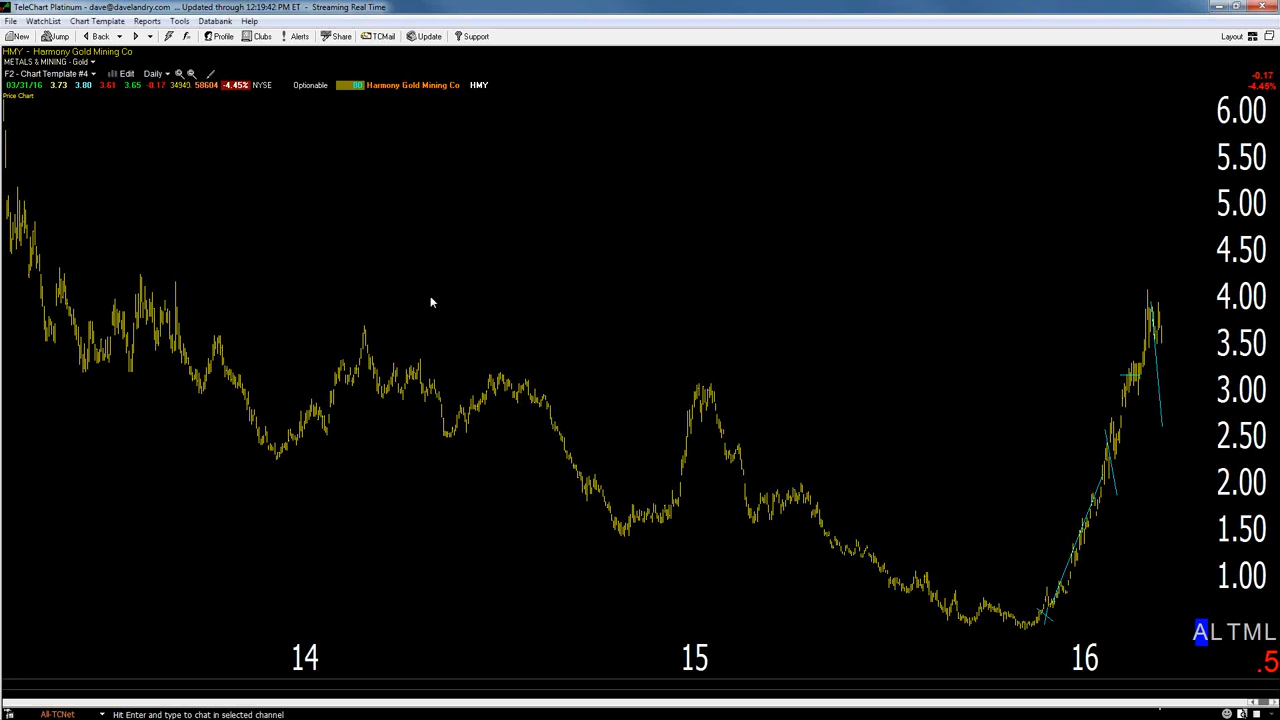 TeleChart Platinum - dave@davelandry.com ... Updated through 12:19:42 PM ET - Streaming Real Time
File WatchList Chart Template Reports Tools Databank Help
New Jump Back Profile Clubs Alerts Share TCMail Update Support Layout
HMY - Harmony Gold Mining Co
METALS & MINING - Gold
F2 - Chart Template #4 Edit Daily
03/31/16 3.73 3.80 3.61 3.65 -0.17 34940 58604 -4.45% NYSE Optionable 80 Harmony Gold Mining Co HMY
-0.17
-4.45%
Price Chart
6.00
5.50
5.00
4.50
4.00
3.50
3.00
2.50
2.00
1.50
1.00
ALTML
14 15 16
.5
All-TCNet Hit Enter and type to chat in selected channel